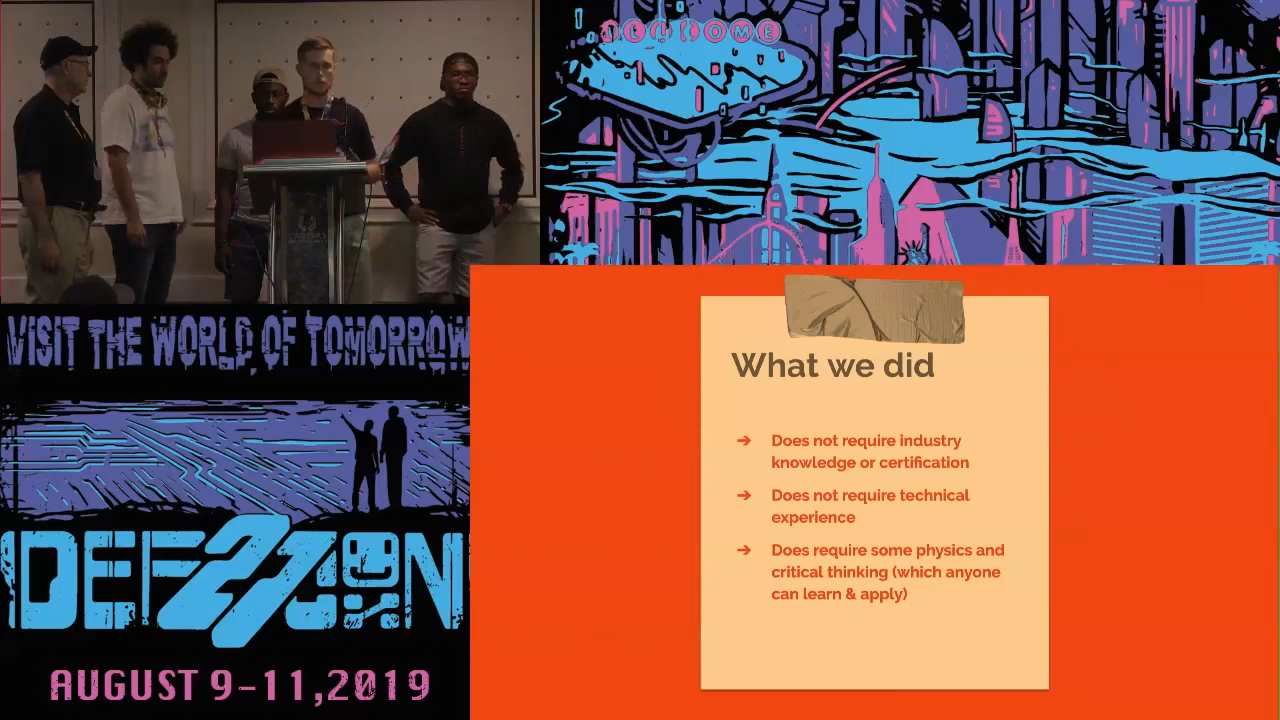 WELCOME
VISIT THE WORLD OF TOMORROW
DEF 27 CON
AUGUST 9-11,2019
What we did
➔ Does not require industry
knowledge or certification
➔ Does not require technical
experience
➔ Does require some physics and
critical thinking (which anyone
can learn & apply)